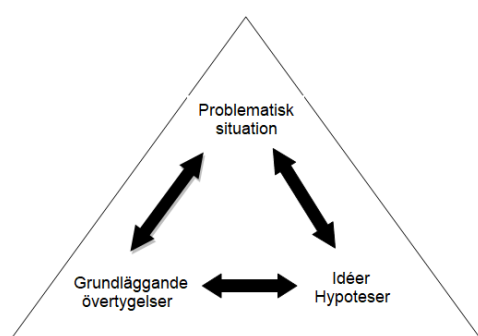 Problematisk
situation
Grundläggande
övertygelser
Idéer
Hypoteser